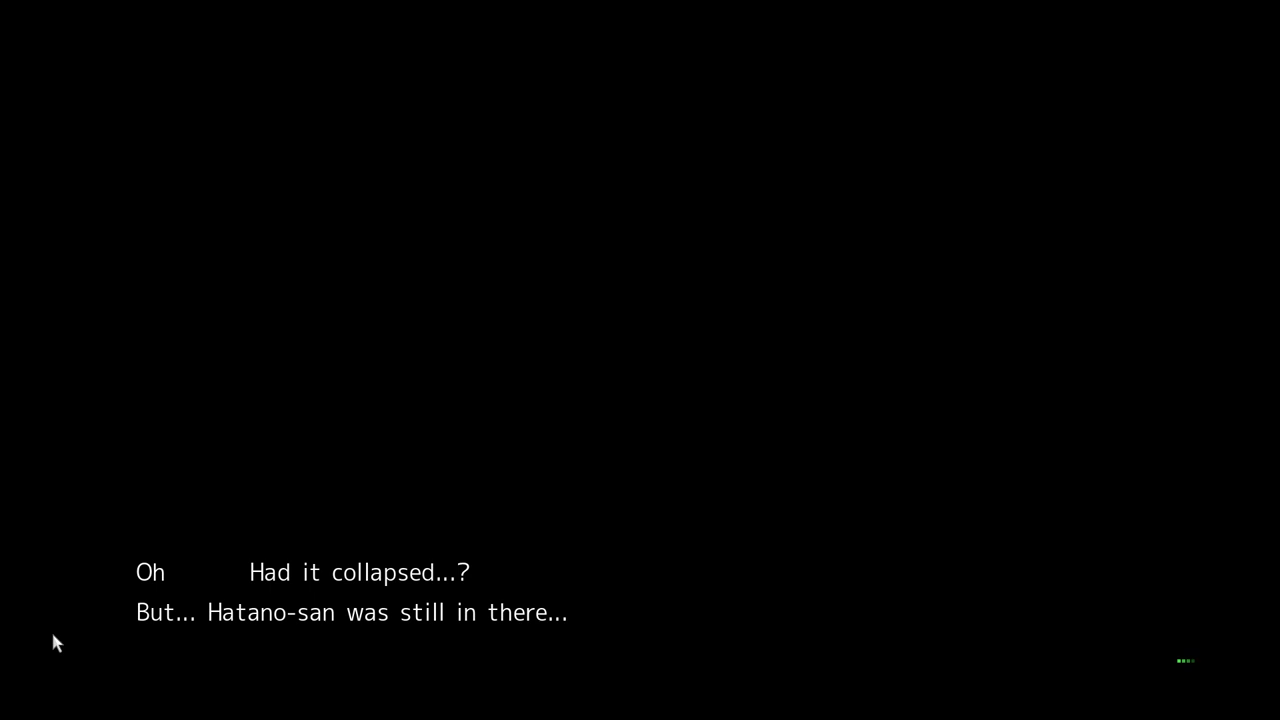 Oh Had it collapsed...?
But... Hatano-san was still in there...